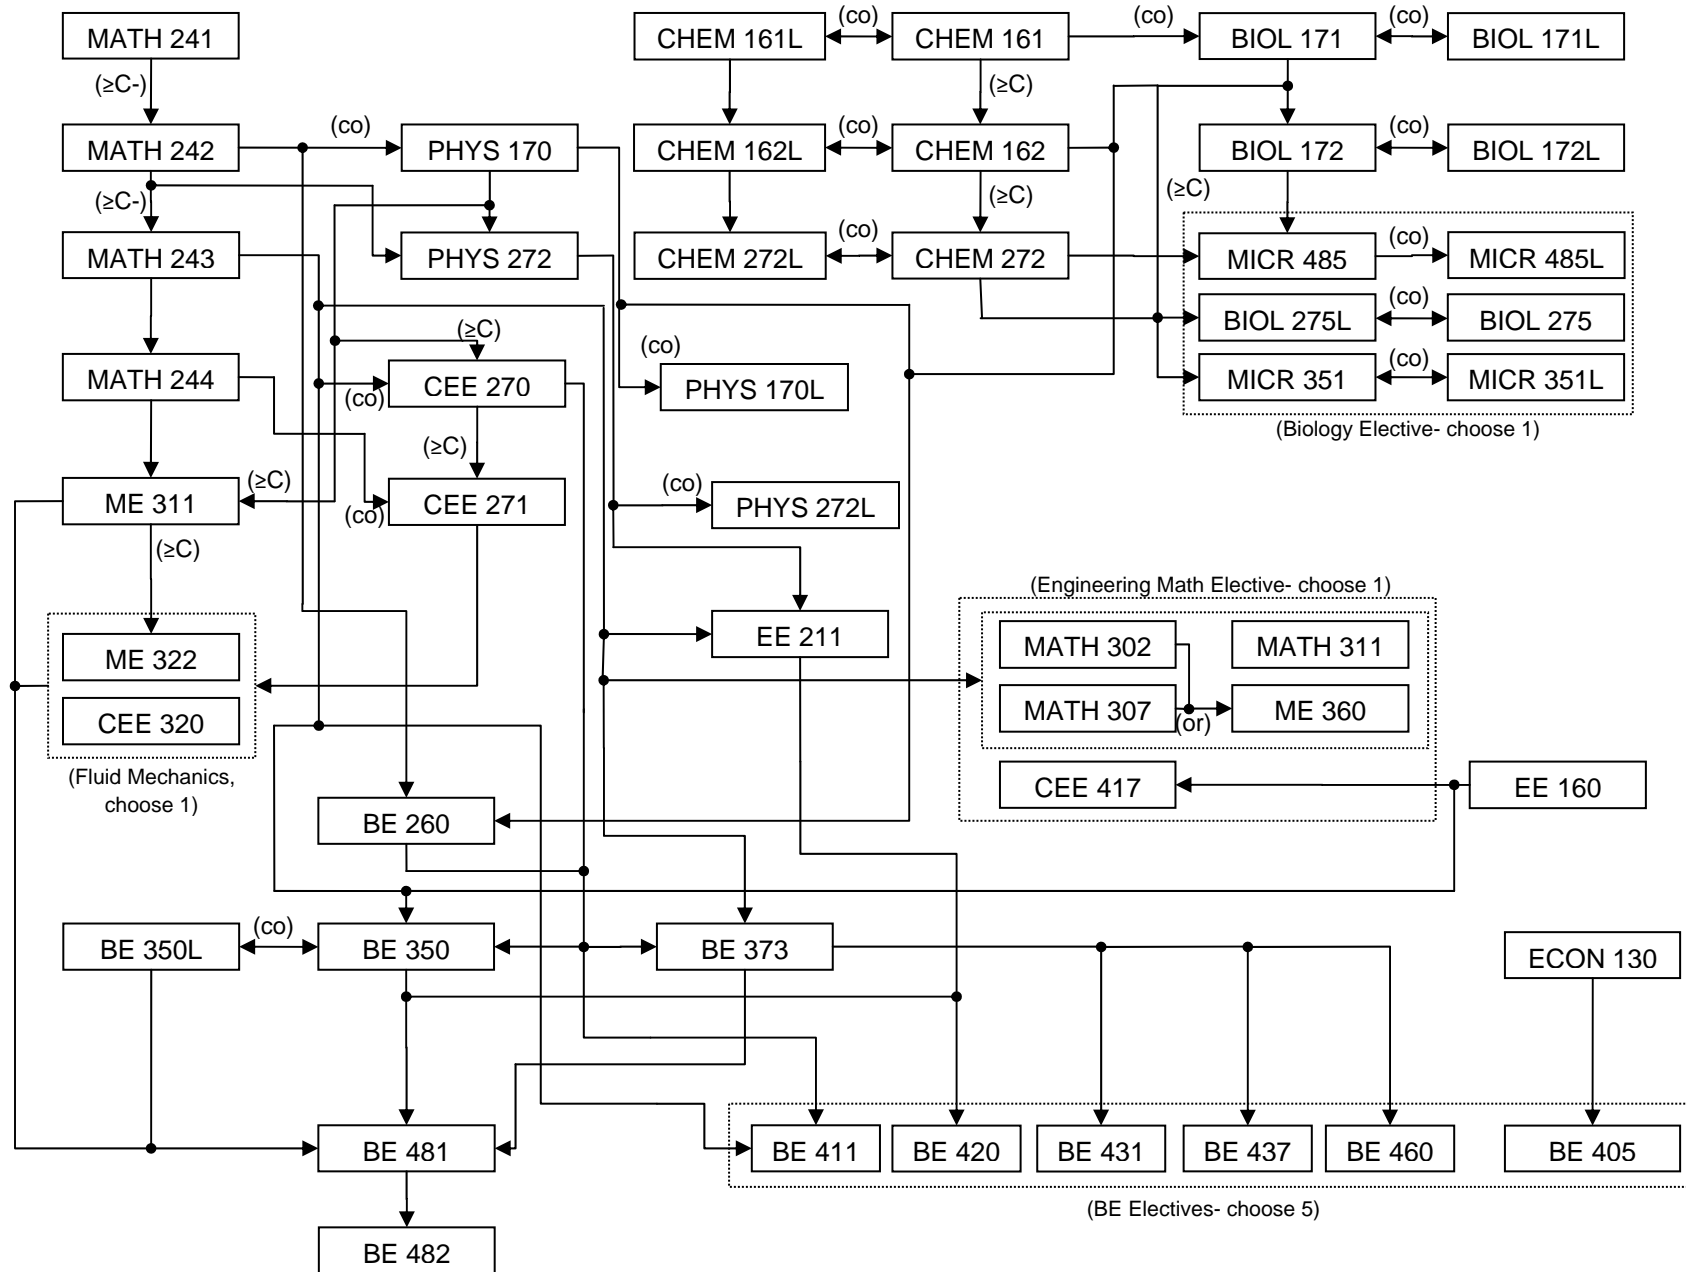 (co) (co) (co)
MATH 241 CHEM 161L CHEM 161 BIOL 171 BIOL 171L
(≥C-) (≥C)
(co) (co) (co)
MATH 242 PHYS 170 CHEM 162L CHEM 162 BIOL 172 BIOL 172L
(≥C-) (≥C) (≥C)
(co) (co)
MATH 243 PHYS 272 CHEM 272L CHEM 272 MICR 485 MICR 485L
(co)
BIOL 275L BIOL 275
(≥C)
(co) (co)
MATH 244 CEE 270 PHYS 170L MICR 351 MICR 351L
(co)
(Biology Elective- choose 1)
(≥C)
(≥C) (co)
ME 311 CEE 271 PHYS 272L
(co)
(≥C)
(Engineering Math Elective- choose 1)
EE 211
ME 322 MATH 302 MATH 311
CEE 320 MATH 307 ME 360
(or)
(Fluid Mechanics,
choose 1)
CEE 417 EE 160
BE 260
(co)
BE 350L BE 350 BE 373 ECON 130
BE 481 BE 411 BE 420 BE 431 BE 437 BE 460 BE 405
(BE Electives- choose 5)
BE 482